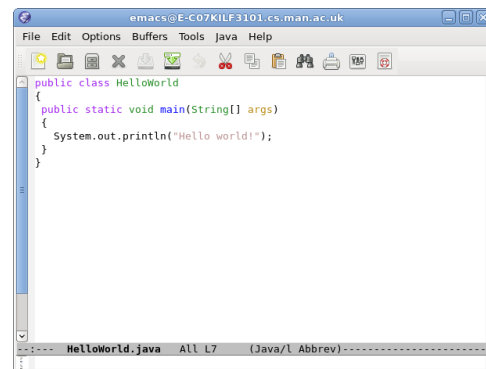 emacs@E-C07KILF3101.cs.man.ac.uk
File Edit Options Buffers Tools Java Help
public class HelloWorld
{
 public static void main(String[] args)
 {
   System.out.println("Hello world!");
 }
}
--:--- HelloWorld.java All L7 (Java/l Abbrev)----------------------